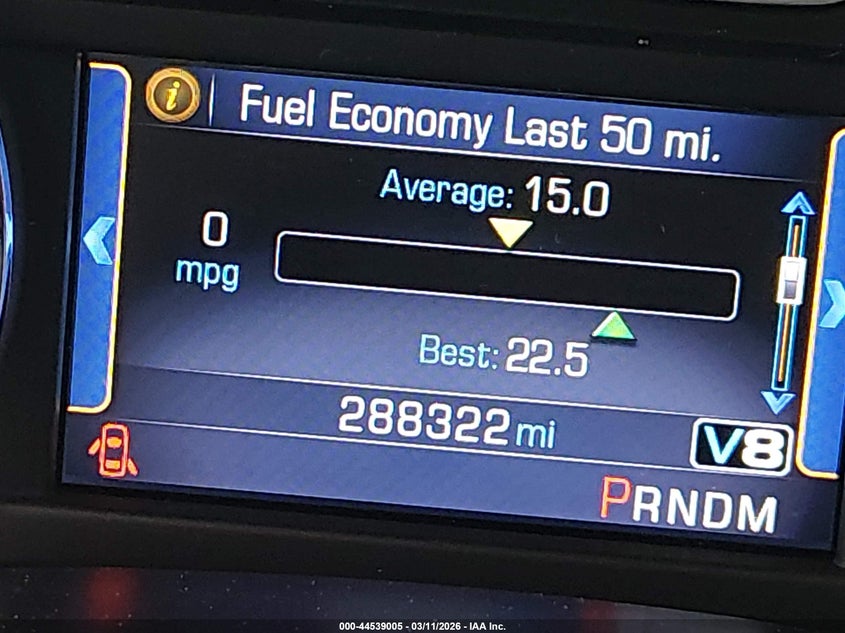 i Fuel Economy Last 50 mi.
Average: 15.0
0
mpg
Best: 22.5
288322 mi
V8
PRNDM
000-44539005 - 03/11/2026 - IAA Inc.